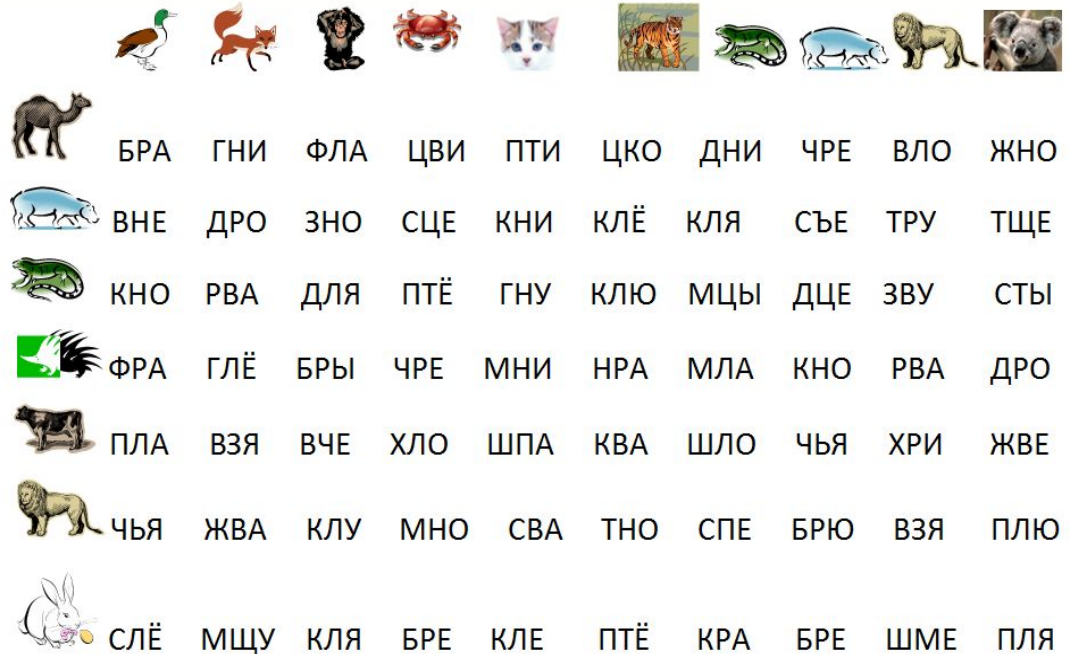 БРА ГНИ ФЛА ЦВИ ПТИ ЦКО ДНИ ЧРЕ ВЛО ЖНО
ВНЕ ДРО ЗНО СЦЕ КНИ КЛЁ КЛЯ СЪЕ ТРУ ТЩЕ
КНО РВА ДЛЯ ПТЁ ГНУ КЛЮ МЦЫ ДЦЕ ЗВУ СТЫ
ФРА ГЛЁ БРЫ ЧРЕ МНИ НРА МЛА КНО РВА ДРО
ПЛА ВЗЯ ВЧЕ ХЛО ШПА КВА ШЛО ЧЬЯ ХРИ ЖВЕ
ЧЬЯ ЖВА КЛУ МНО СВА ТНО СПЕ БРЮ ВЗЯ ПЛЮ
СЛЁ МЩУ КЛЯ БРЕ КЛЕ ПТЁ КРА БРЕ ШМЕ ПЛЯ